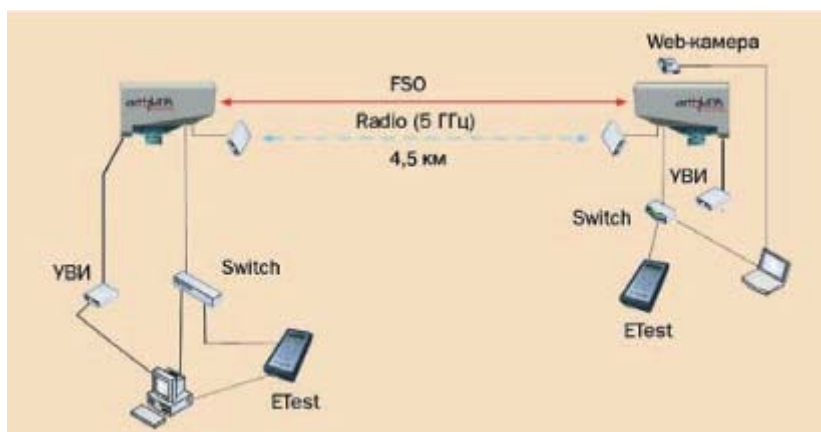 Web-камера
FSO
Radio (5 ГГц)
4,5 км
УВИ
Switch
УВИ
Switch
ETest
ETest